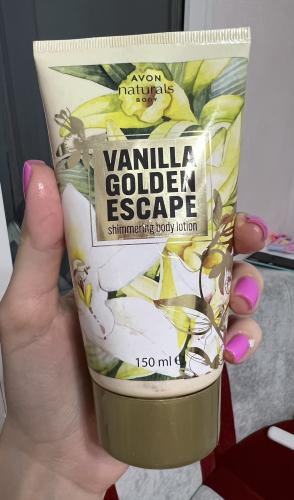 AVON
naturals
BODY
VANILLA
GOLDEN
ESCAPE
shimmering body lotion
150 ml e